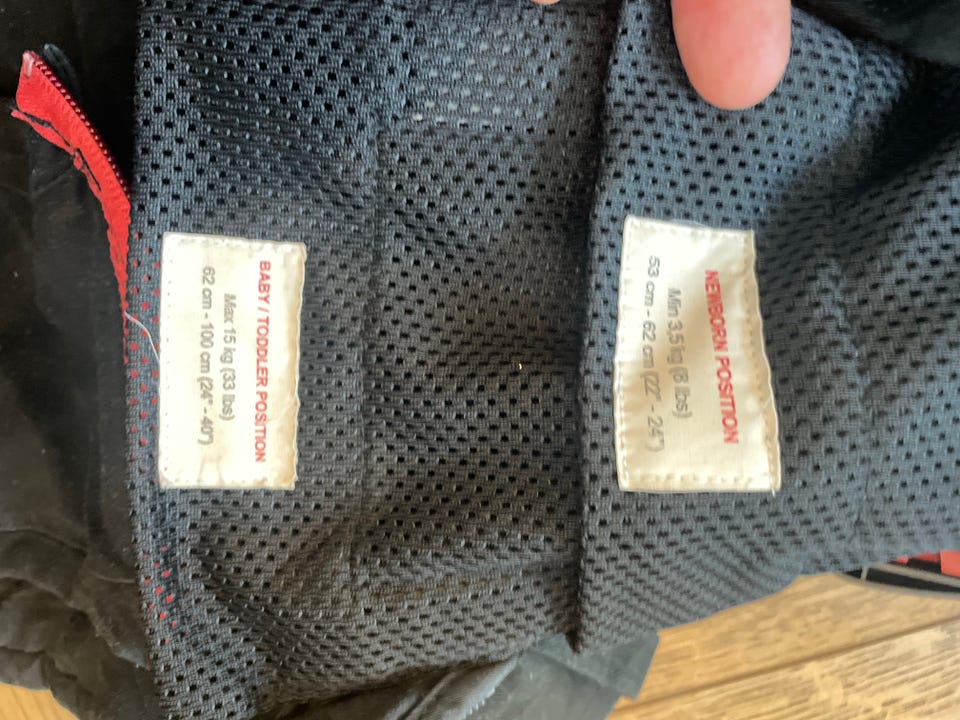 NEWBORN POSITION
Min 3,5 kg (8 lbs)
53 cm - 62 cm (22" - 24")
BABY / TODDLER POSITION
Max 15 kg (33 lbs)
62 cm - 100 cm (24" - 40")